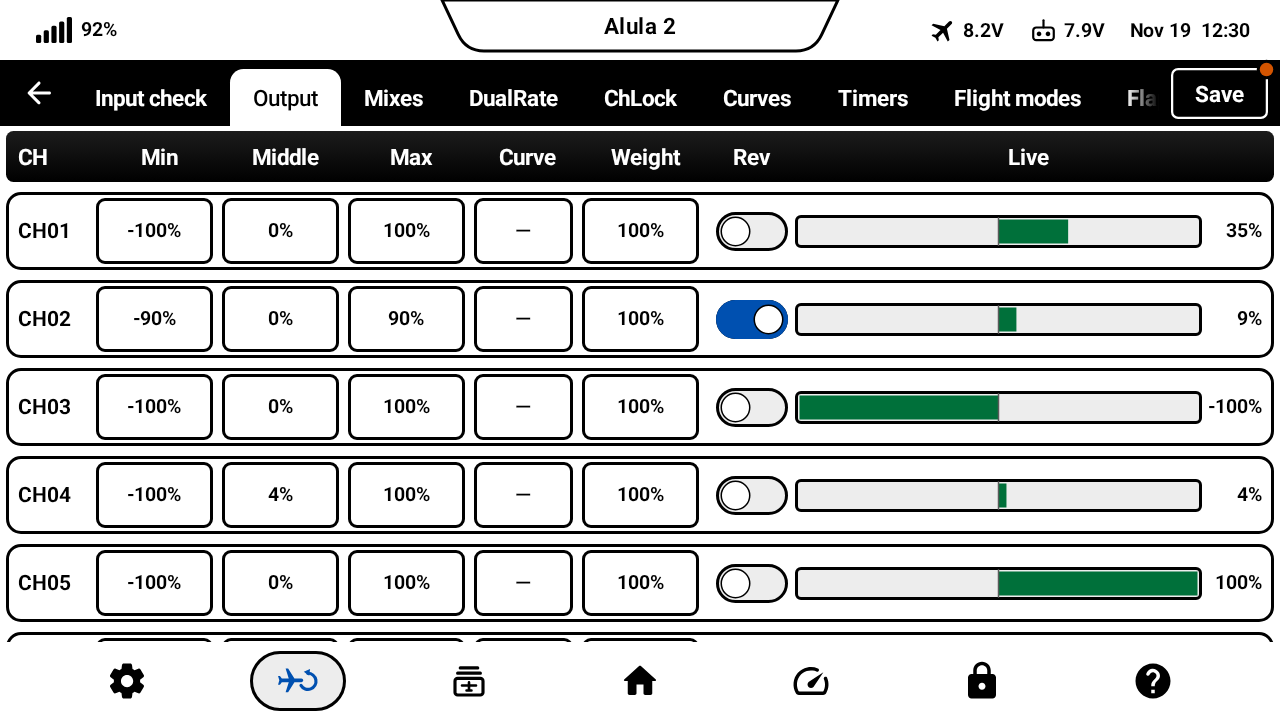 92%
Alula 2
8.2V
7.9V
Nov 19 12:30
Input check
Output
Mixes
DualRate
ChLock
Curves
Timers
Flight modes
Fla
Save
CH Min Middle Max Curve Weight Rev Live
CH01 -100% 0% 100% — 100% 35%
CH02 -90% 0% 90% — 100% 9%
CH03 -100% 0% 100% — 100% -100%
CH04 -100% 4% 100% — 100% 4%
CH05 -100% 0% 100% — 100% 100%